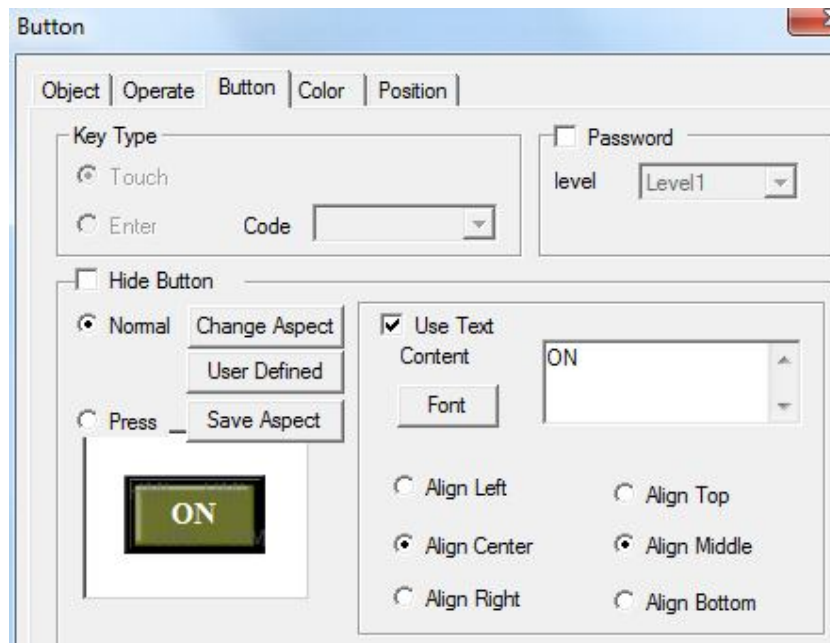 Button
Object Operate Button Color Position
Key Type
Touch
Enter Code
Password
level Level1
Hide Button
Normal Change Aspect
User Defined
Press Save Aspect
ON
Use Text
Content ON
Font
Align Left Align Top
Align Center Align Middle
Align Right Align Bottom